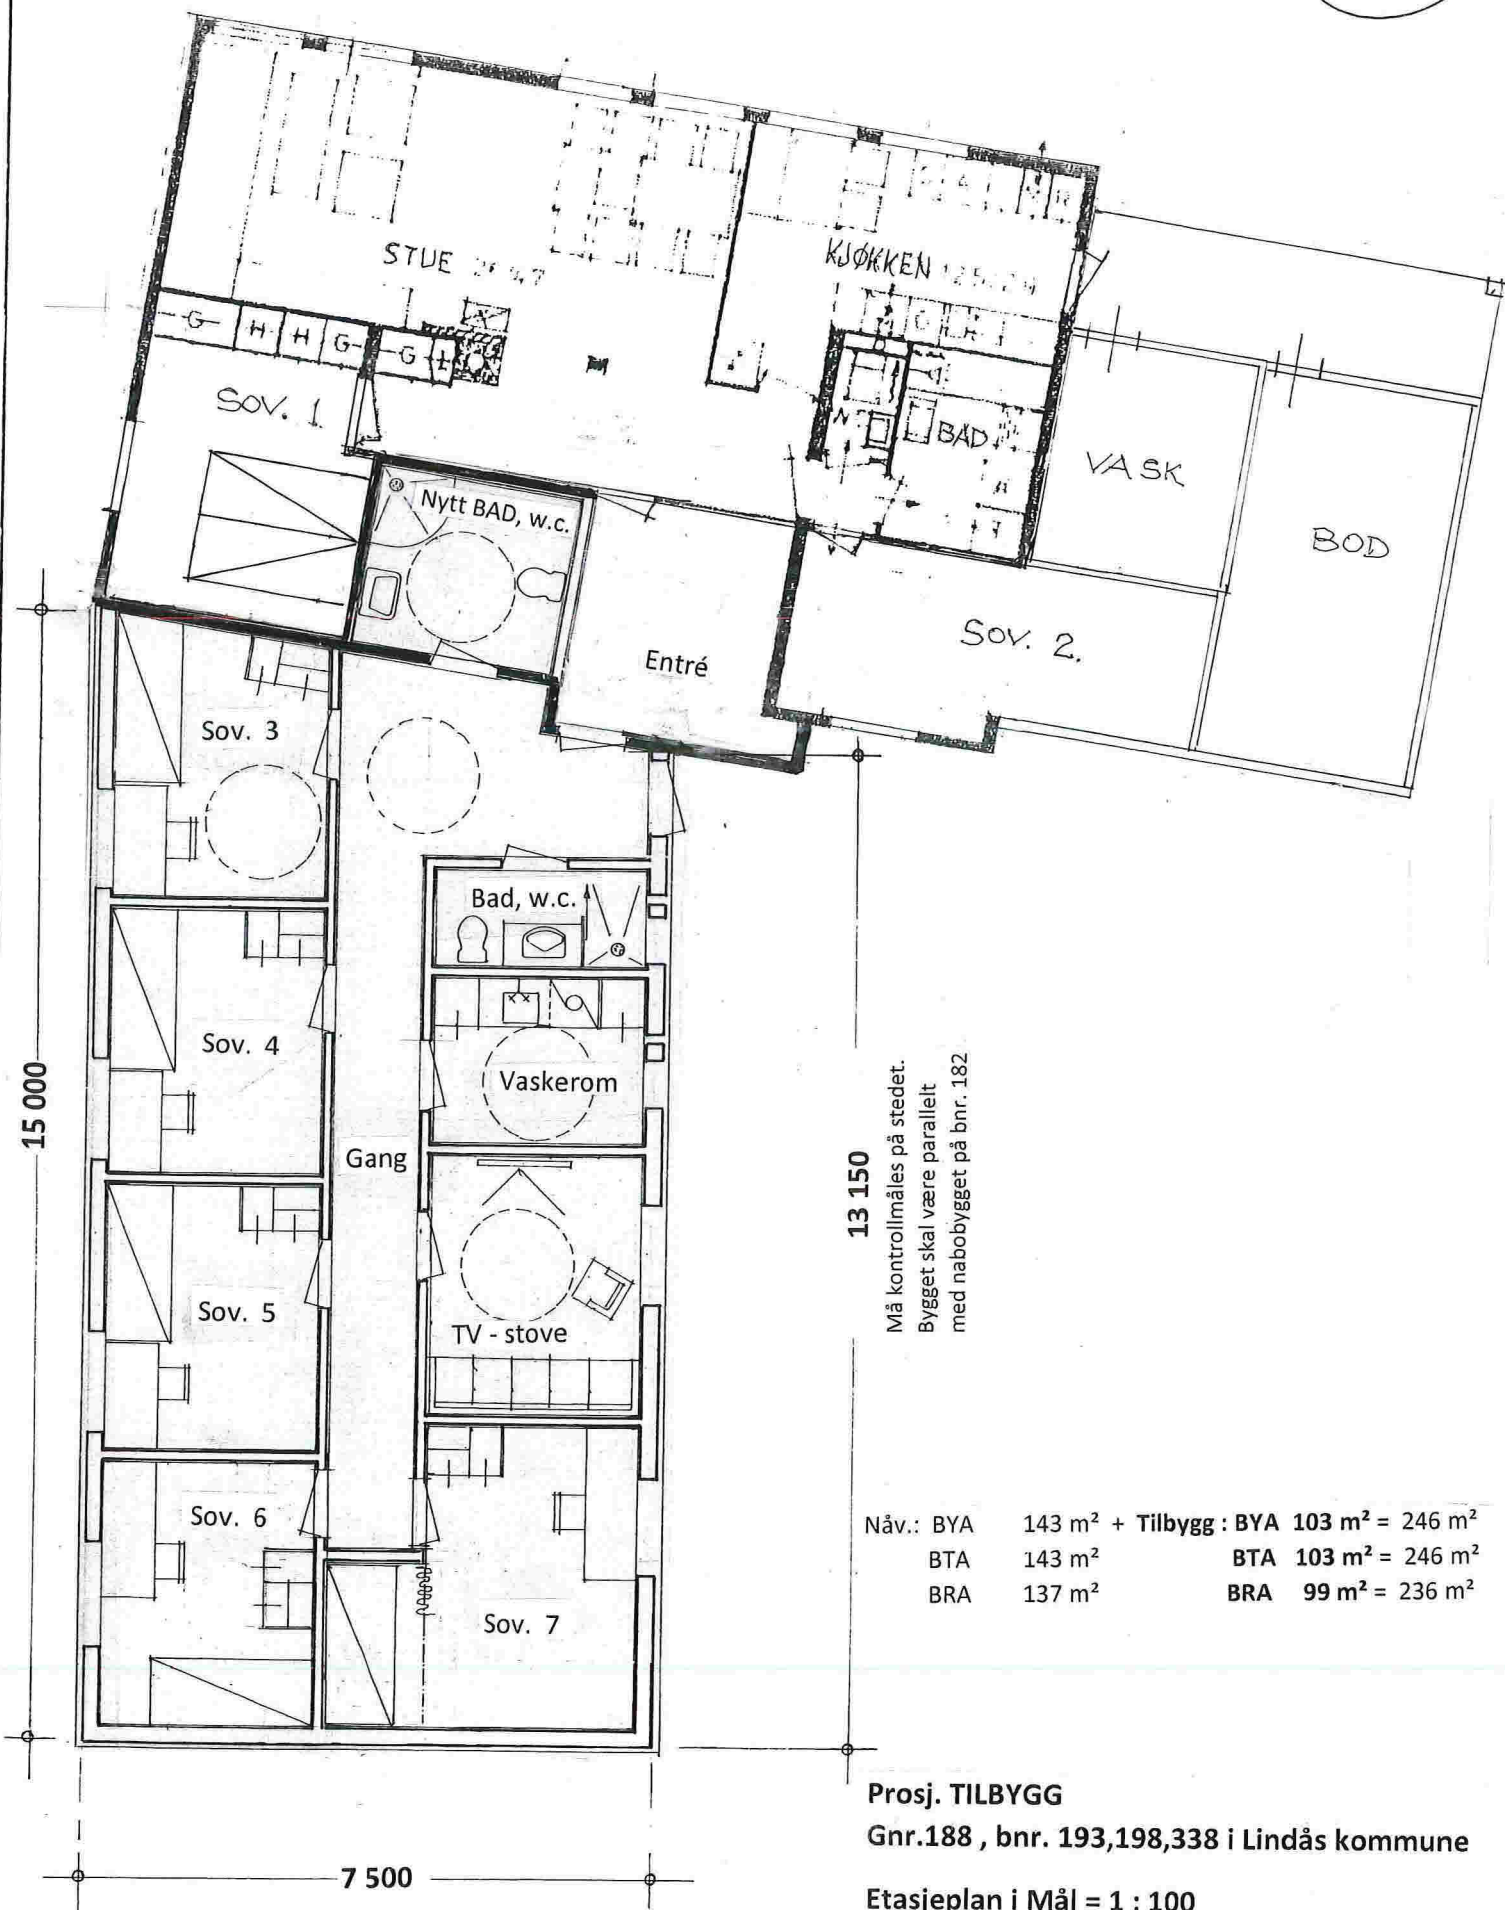 STUE
KJØKKEN
G H H G G
SOV. 1
BAD
VASK
BOD
Nytt BAD, w.c.
SOV. 2.
Entré
Sov. 3
Bad, w.c.
Sov. 4
Vaskerom
Gang
Sov. 5
TV - stove
Sov. 6
Sov. 7
15 000
13 150
Må kontrollmåles på stedet.
Bygget skal være parallelt
med nabobygget på bnr. 182
Nåv.: BYA 143 m² + Tilbygg : BYA 103 m² = 246 m²
BTA 143 m² BTA 103 m² = 246 m²
BRA 137 m² BRA 99 m² = 236 m²
7 500
Prosj. TILBYGG
Gnr.188 , bnr. 193,198,338 i Lindås kommune
Etasjeplan i Mål = 1 : 100